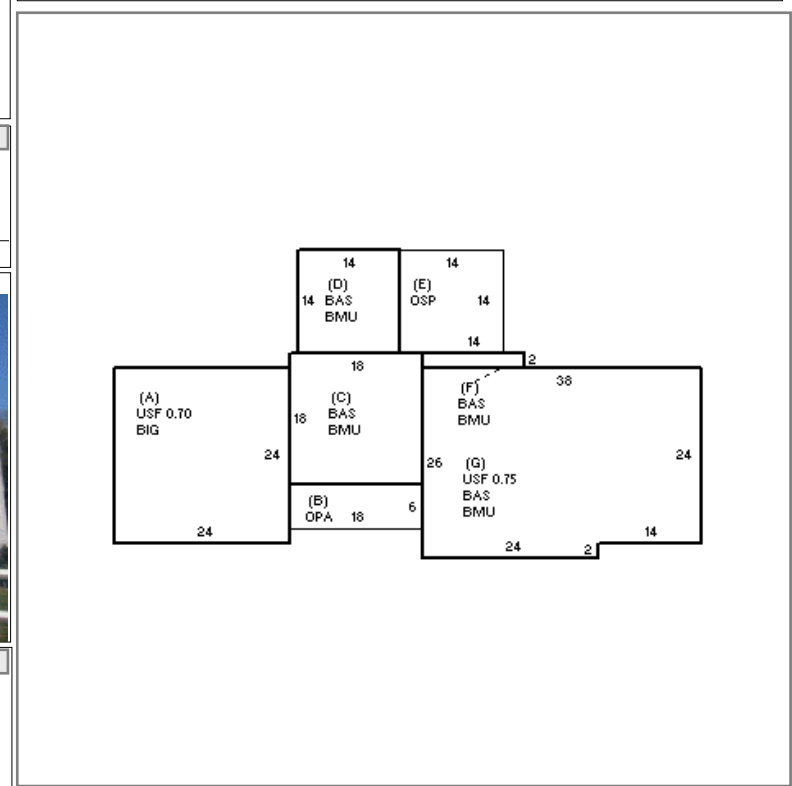 14
14
(D)
BAS
BMU
14
(E)
OSP
14
14
2
18
38
(A)
USF 0.70
BIG
24
24
(C)
BAS
BMU
18
(F)
BAS
BMU
26
(G)
USF 0.75
BAS
BMU
24
(B)
OPA
18
6
24
2
14